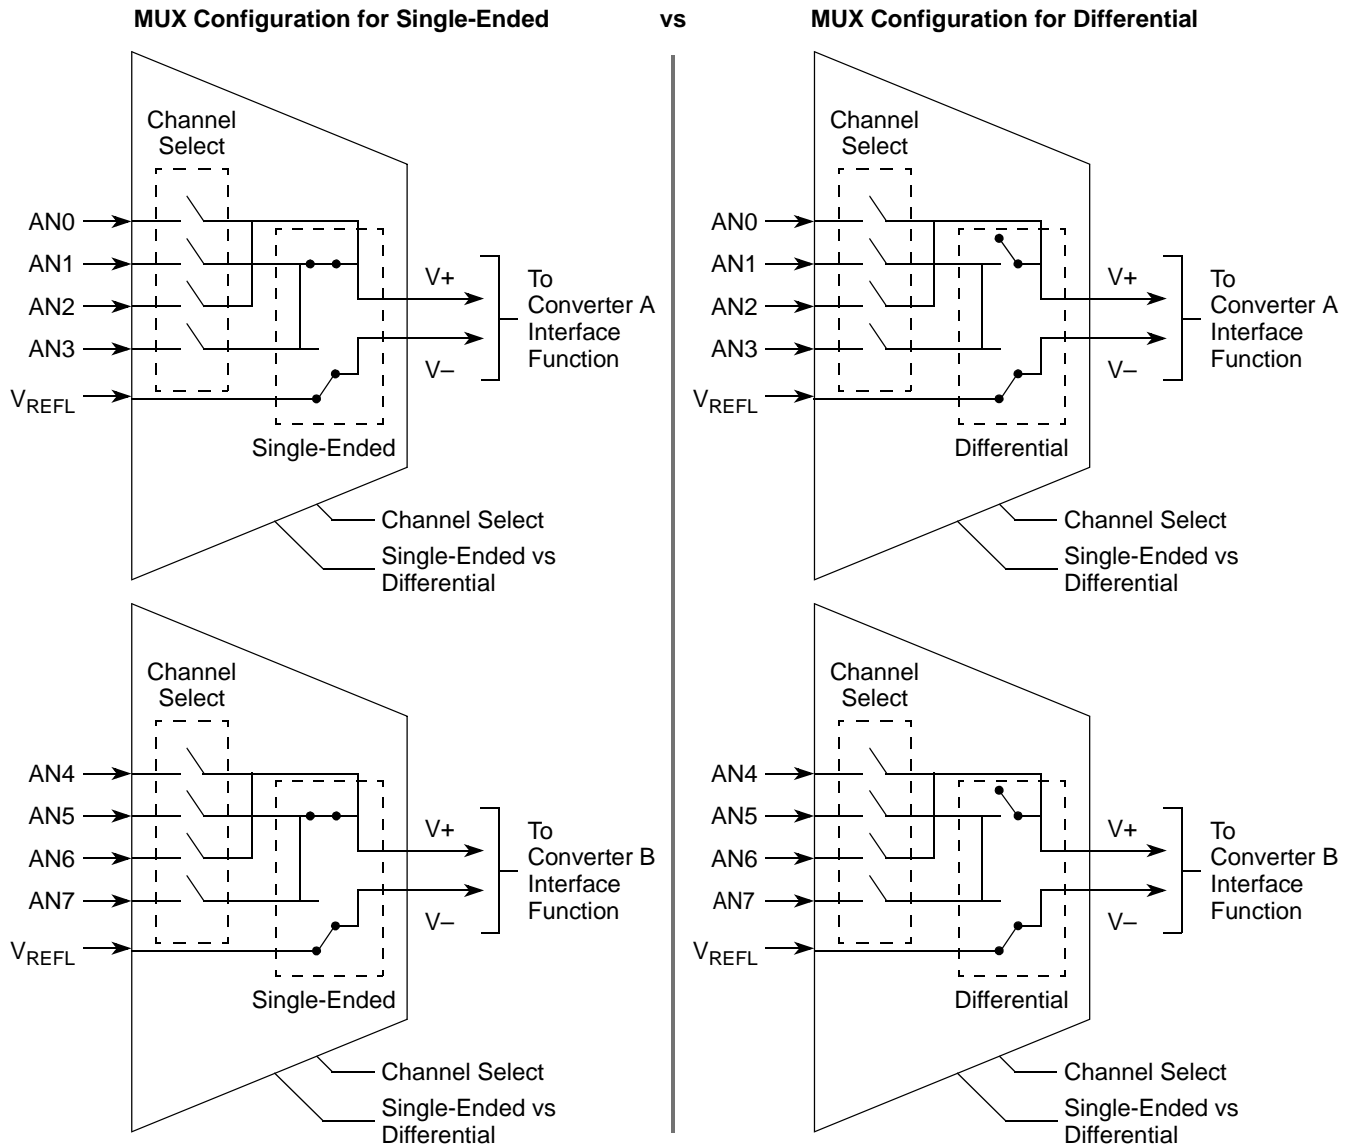 MUX Configuration for Single-Ended
vs
MUX Configuration for Differential
Channel
Select
AN0
AN1
AN2
AN3
VREFL
V+
V–
To
Converter A
Interface
Function
Single-Ended
Channel Select
Single-Ended vs
Differential
Channel
Select
AN0
AN1
AN2
AN3
VREFL
V+
V–
To
Converter A
Interface
Function
Differential
Channel Select
Single-Ended vs
Differential
Channel
Select
AN4
AN5
AN6
AN7
VREFL
V+
V–
To
Converter B
Interface
Function
Single-Ended
Channel Select
Single-Ended vs
Differential
Channel
Select
AN4
AN5
AN6
AN7
VREFL
V+
V–
To
Converter B
Interface
Function
Differential
Channel Select
Single-Ended vs
Differential